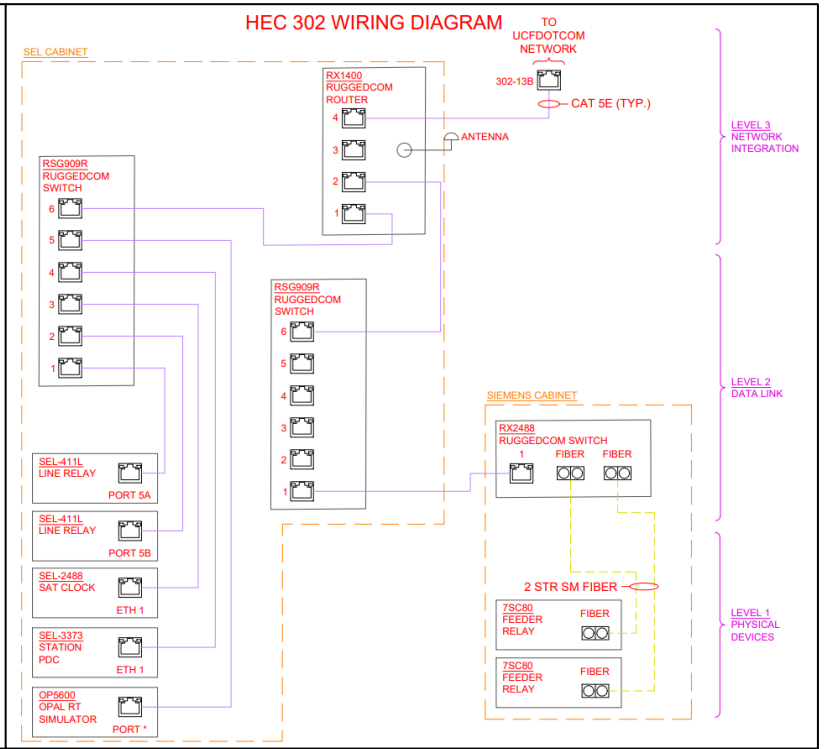 HEC 302 WIRING DIAGRAM
TO
UCFDOTCOM
NETWORK
302-13B
CAT 5E (TYP.)
SEL CABINET
RX1400
RUGGEDCOM
ROUTER
4
3
2
1
ANTENNA
LEVEL 3
NETWORK
INTEGRATION
RSG909R
RUGGEDCOM
SWITCH
6
5
4
3
2
1
RSG909R
RUGGEDCOM
SWITCH
6
5
4
3
2
1
LEVEL 2
DATA LINK
SIEMENS CABINET
RX2488
RUGGEDCOM SWITCH
1 FIBER FIBER
SEL-411L
LINE RELAY
PORT 5A
SEL-411L
LINE RELAY
PORT 5B
SEL-2488
SAT CLOCK
ETH 1
SEL-3373
STATION
PDC
ETH 1
OP5600
OPAL RT
SIMULATOR
PORT *
2 STR SM FIBER
7SC80
FEEDER
RELAY
FIBER
7SC80
FEEDER
RELAY
FIBER
LEVEL 1
PHYSICAL
DEVICES